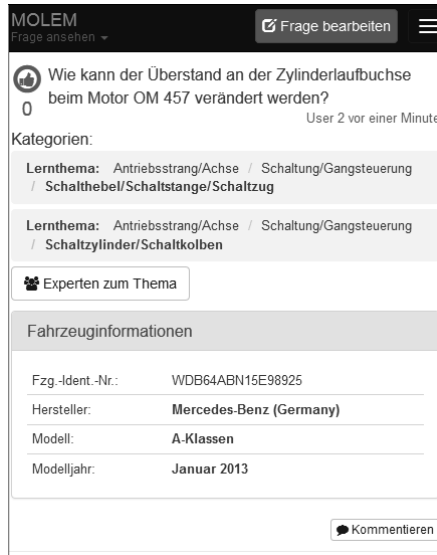 MOLEM
Frage ansehen
Frage bearbeiten
Wie kann der Überstand an der Zylinderlaufbuchse
beim Motor OM 457 verändert werden?
0
User 2 vor einer Minute
Kategorien:
Lernthema: Antriebsstrang/Achse / Schaltung/Gangsteuerung
/ Schalthebel/Schaltstange/Schaltzug
Lernthema: Antriebsstrang/Achse / Schaltung/Gangsteuerung
/ Schaltzylinder/Schaltkolben
Experten zum Thema
Fahrzeuginformationen
Fzg.-Ident.-Nr.: WDB64ABN15E98925
Hersteller: Mercedes-Benz (Germany)
Modell: A-Klassen
Modelljahr: Januar 2013
Kommentieren